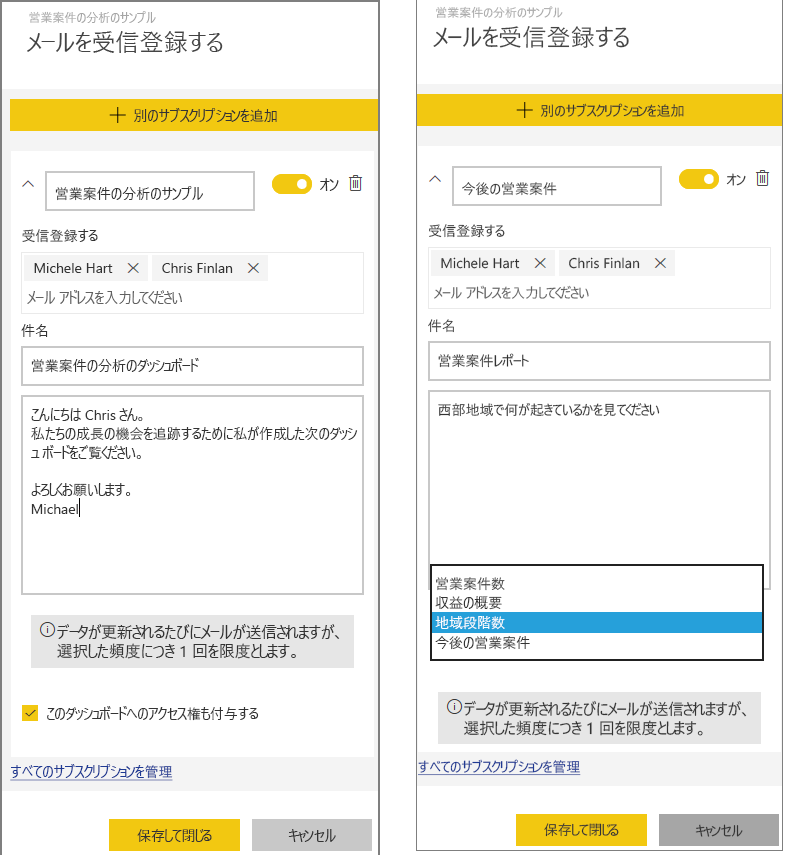 営業案件の分析のサンプル
メールを受信登録する
別のサブスクリプションを追加
営業案件の分析のサンプル
オン
受信登録する
Michele Hart
Chris Finlan
メール アドレスを入力してください
件名
営業案件の分析のダッシュボード
こんにちは Chris さん。
私たちの成長の機会を追跡するために私が作成した次のダッシ
ュボードをご覧ください。
よろしくお願いします。
Michael
データが更新されるたびにメールが送信されますが、
選択した頻度につき 1 回を限度とします。
このダッシュボードへのアクセス権も付与する
すべてのサブスクリプションを管理
保存して閉じる
キャンセル
営業案件の分析のサンプル
メールを受信登録する
別のサブスクリプションを追加
今後の営業案件
オン
受信登録する
Michele Hart
Chris Finlan
メール アドレスを入力してください
件名
営業案件レポート
西部地域で何が起きているかを見てください
営業案件数
収益の概要
地域段階数
今後の営業案件
データが更新されるたびにメールが送信されますが、
選択した頻度につき 1 回を限度とします。
すべてのサブスクリプションを管理
保存して閉じる
キャンセル